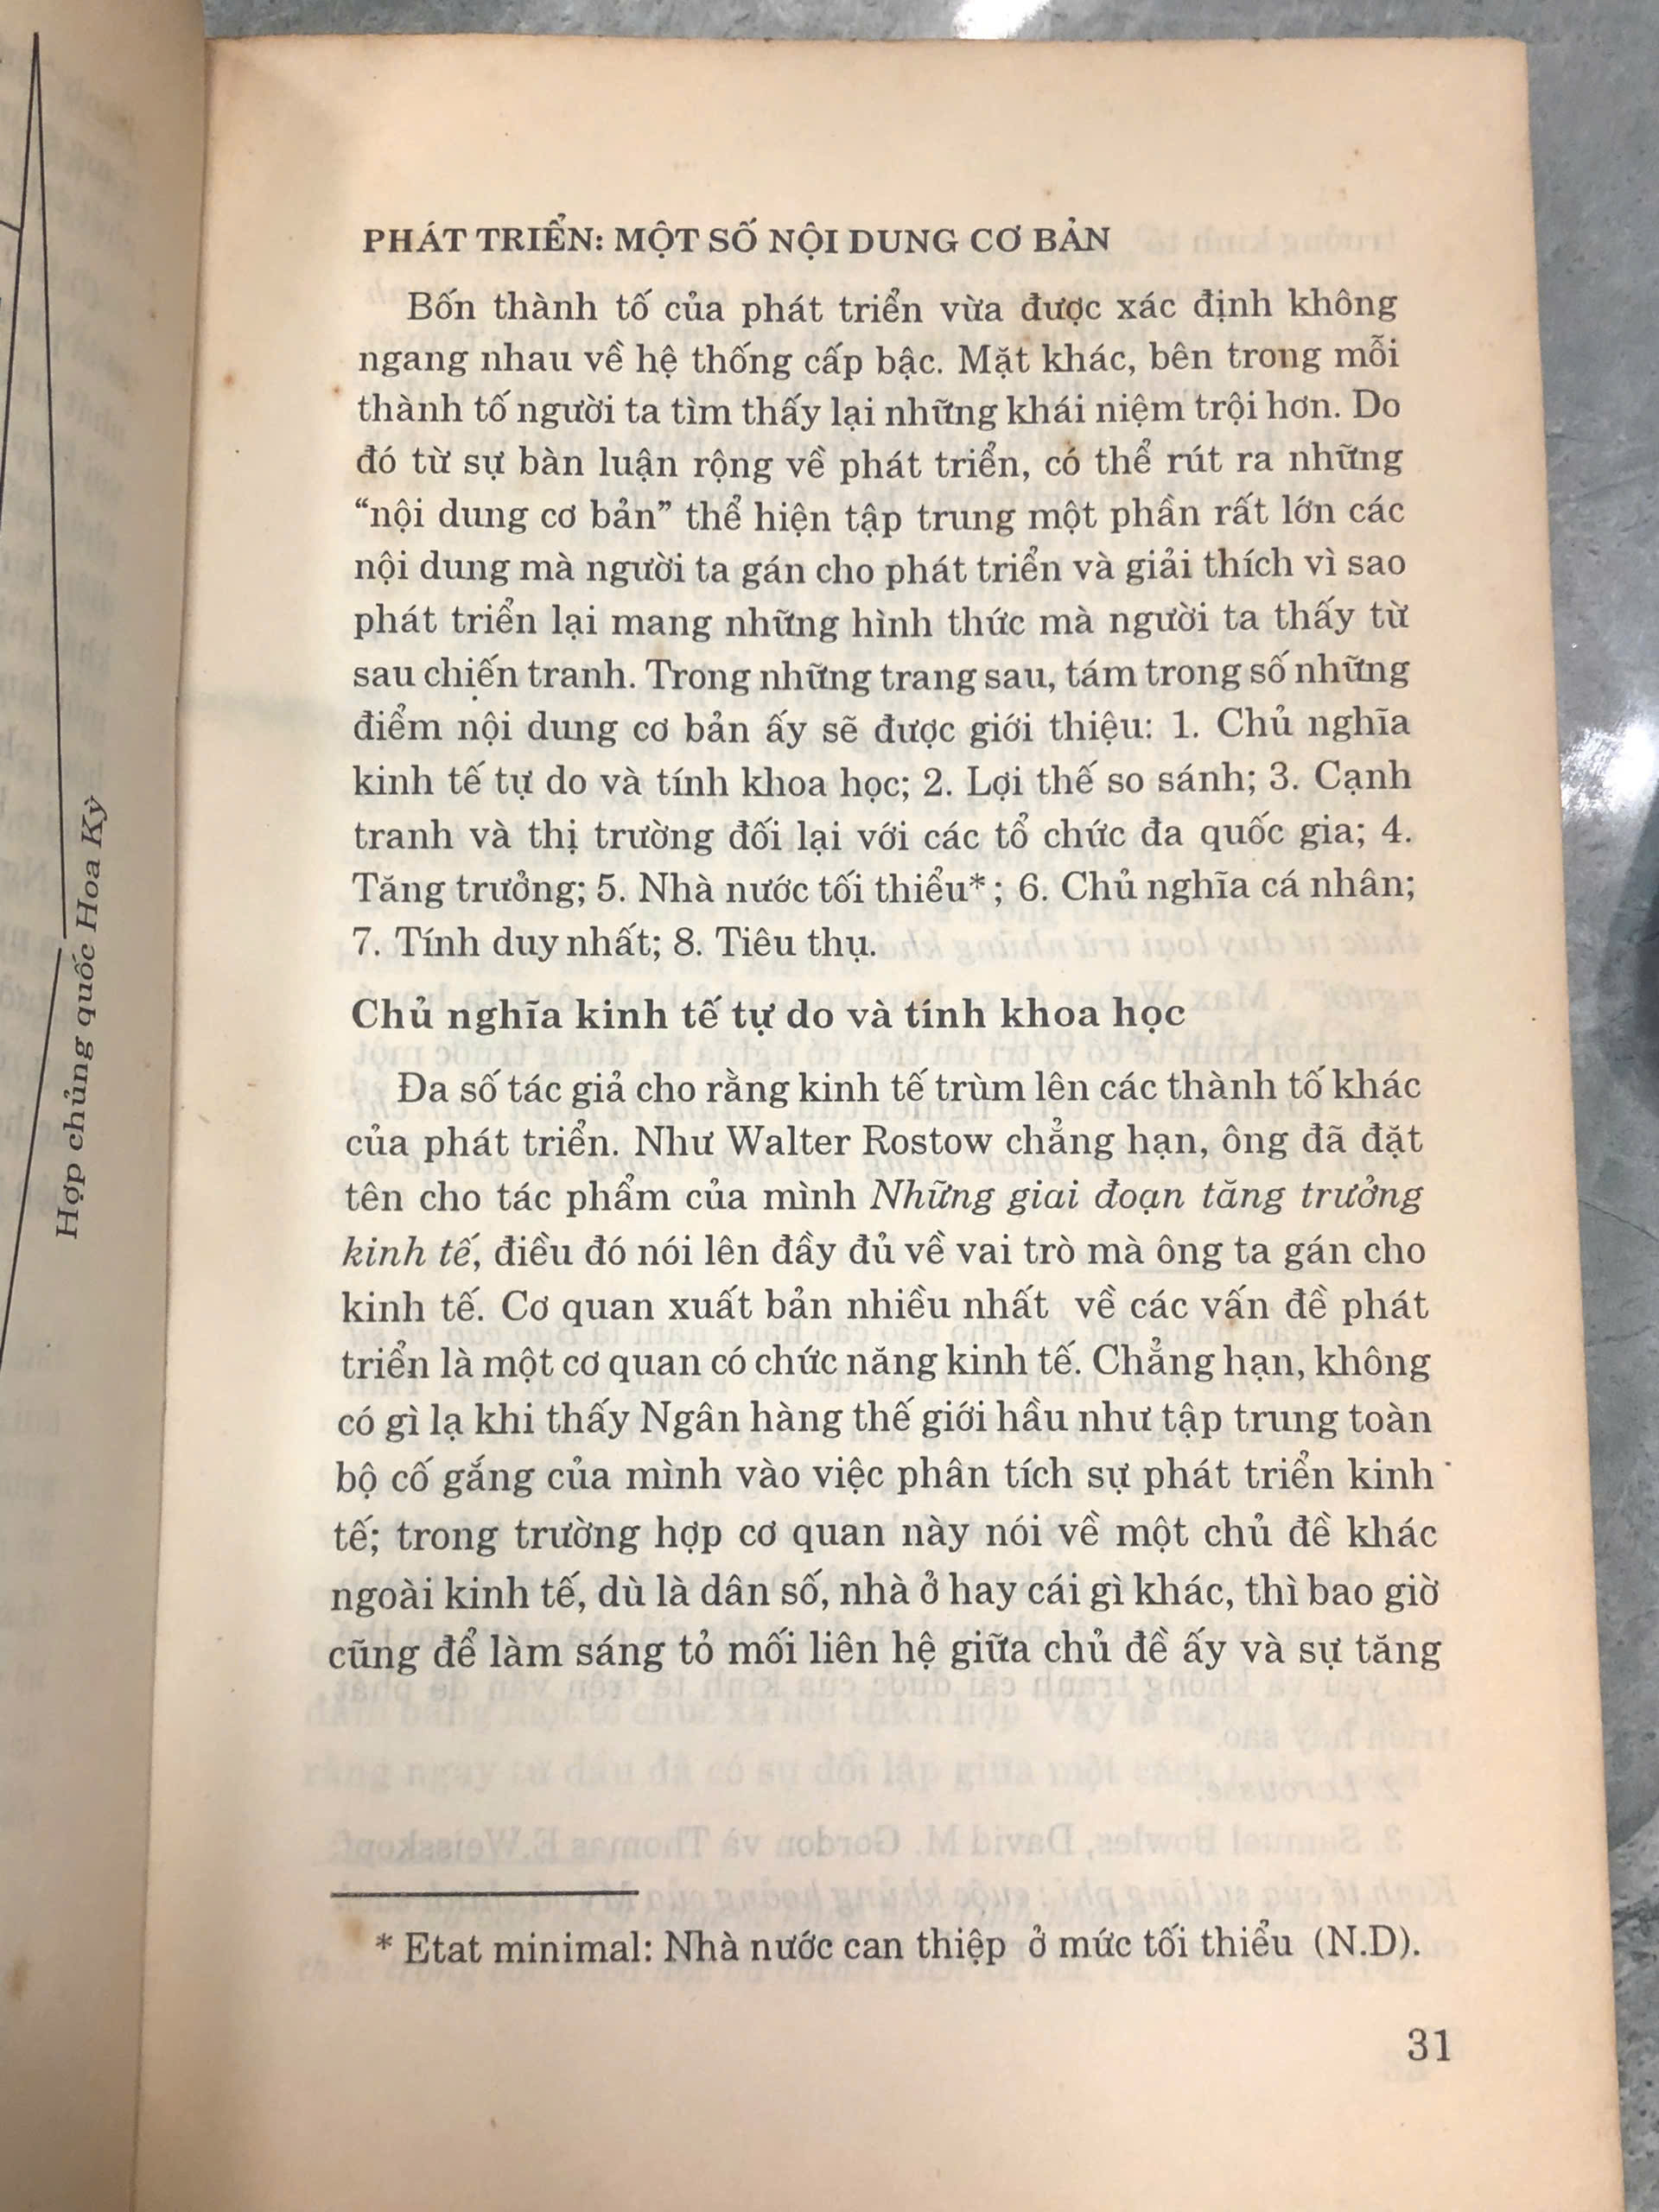 Hợp chủng quốc Hoa Kỳ
PHÁT TRIỂN: MỘT SỐ NỘI DUNG CƠ BẢN
Bốn thành tố của phát triển vừa được xác định không
ngang nhau về hệ thống cấp bậc. Mặt khác, bên trong mỗi
thành tố người ta tìm thấy lại những khái niệm trội hơn. Do
đó từ sự bàn luận rộng về phát triển, có thể rút ra những
“nội dung cơ bản” thể hiện tập trung một phần rất lớn các
nội dung mà người ta gán cho phát triển và giải thích vì sao
phát triển lại mang những hình thức mà người ta thấy từ
sau chiến tranh. Trong những trang sau, tám trong số những
điểm nội dung cơ bản ấy sẽ được giới thiệu: 1. Chủ nghĩa
kinh tế tự do và tính khoa học; 2. Lợi thế so sánh; 3. Cạnh
tranh và thị trường đối lại với các tổ chức đa quốc gia; 4.
Tăng trưởng; 5. Nhà nước tối thiểu* ; 6. Chủ nghĩa cá nhân;
7. Tính duy nhất; 8. Tiêu thụ.
Chủ nghĩa kinh tế tự do và tính khoa học
Đa số tác giả cho rằng kinh tế trùm lên các thành tố khác
của phát triển. Như Walter Rostow chẳng hạn, ông đã đặt
tên cho tác phẩm của mình Những giai đoạn tăng trưởng
kinh tế, điều đó nói lên đầy đủ về vai trò mà ông ta gán cho
kinh tế. Cơ quan xuất bản nhiều nhất về các vấn đề phát
triển là một cơ quan có chức năng kinh tế. Chẳng hạn, không
có gì lạ khi thấy Ngân hàng thế giới hầu như tập trung toàn
bộ cố gắng của mình vào việc phân tích sự phát triển kinh
tế; trong trường hợp cơ quan này nói về một chủ đề khác
ngoài kinh tế, dù là dân số, nhà ở hay cái gì khác, thì bao giờ
cũng để làm sáng tỏ mối liên hệ giữa chủ đề ấy và sự tăng
* Etat minimal: Nhà nước can thiệp ở mức tối thiểu (N.D).
31